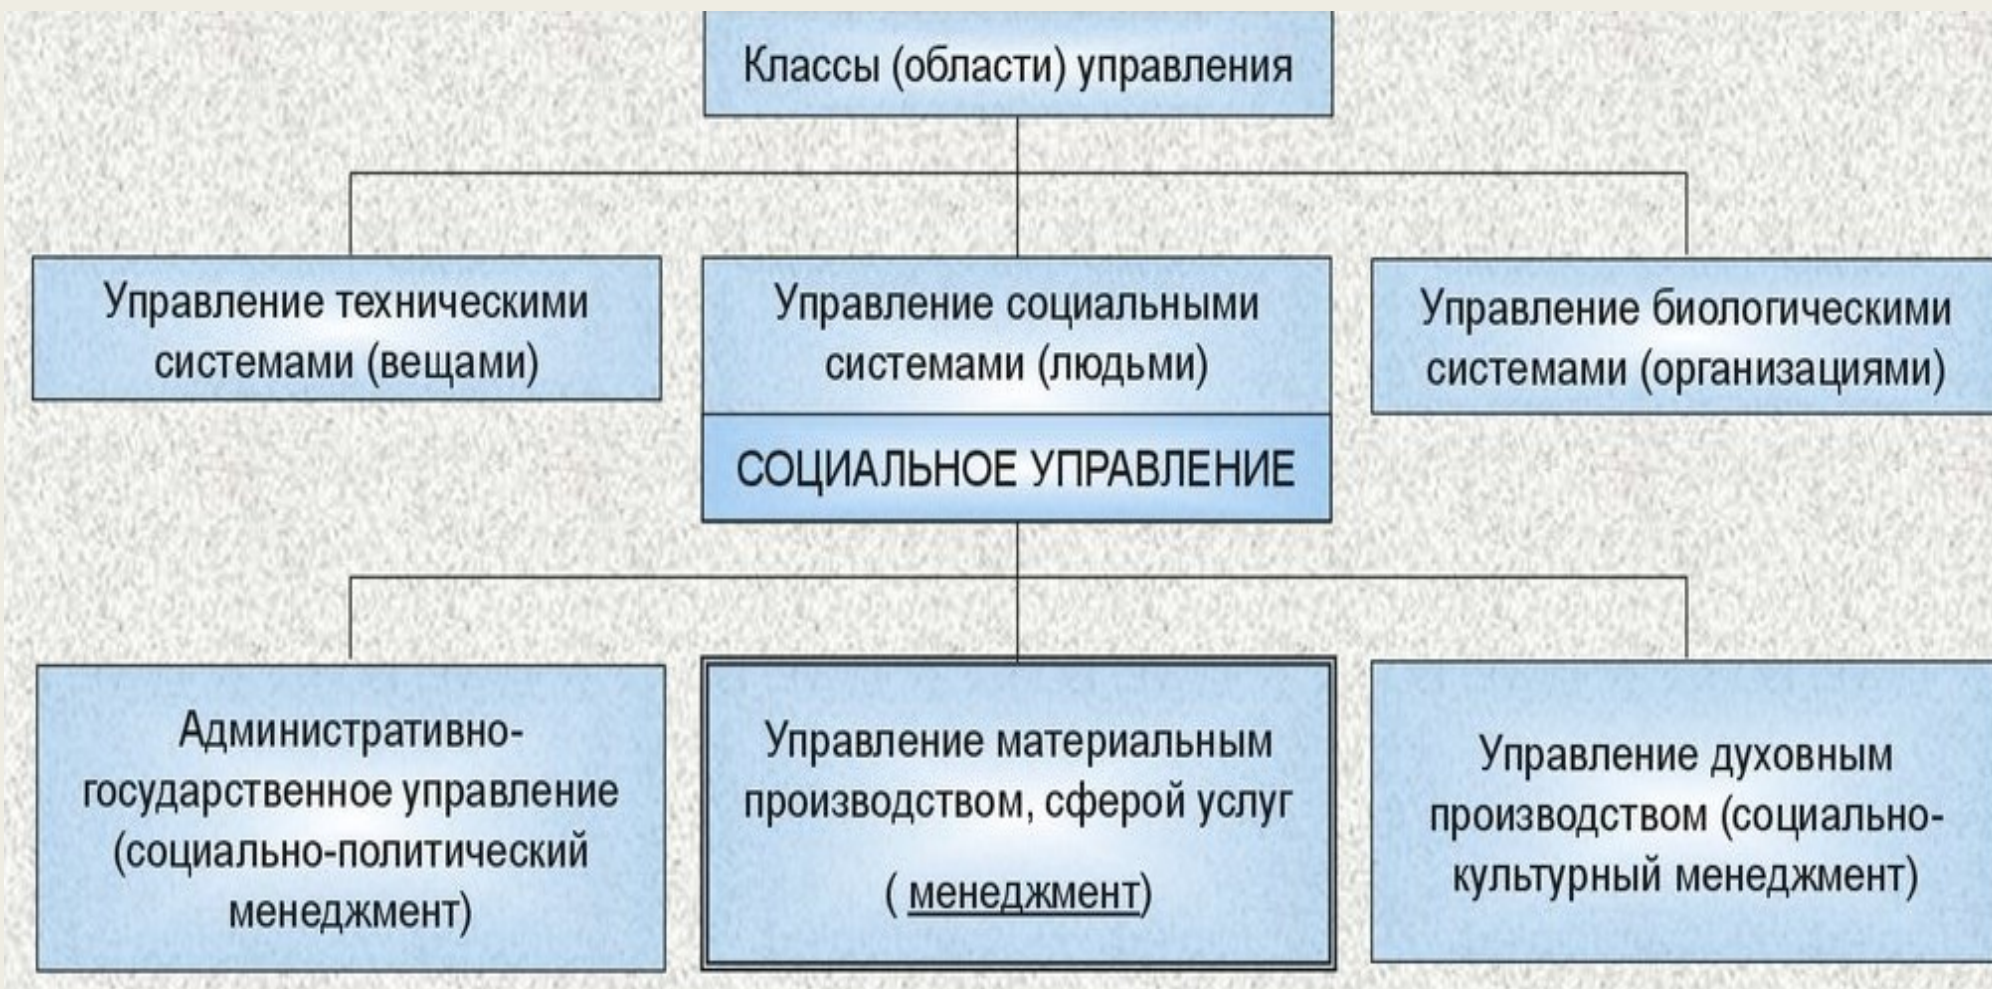 Классы (области) управления
Управление техническими
системами (вещами)
Управление социальными
системами (людьми)
СОЦИАЛЬНОЕ УПРАВЛЕНИЕ
Управление биологическими
системами (организациями)
Административно-
государственное управление
(социально-политический
менеджмент)
Управление материальным
производством, сферой услуг
( менеджмент)
Управление духовным
производством (социально-
культурный менеджмент)